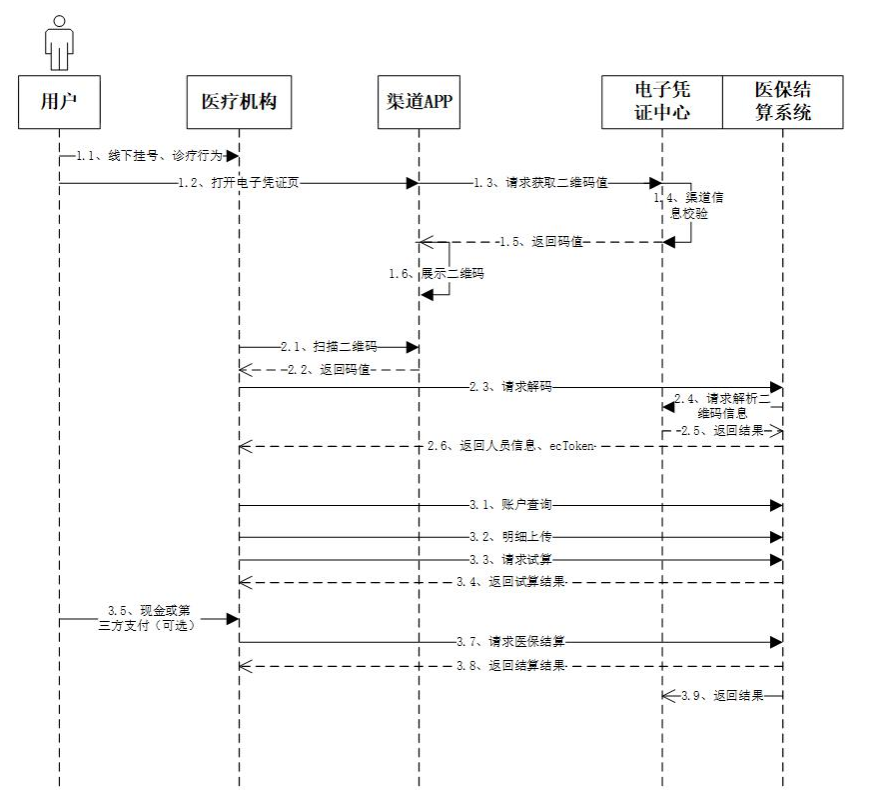 用户
医疗机构
渠道APP
电子凭
证中心
医保结
算系统
1.1、线下挂号、诊疗行为
1.2、打开电子凭证页
1.3、请求获取二维码值
1.4、渠道信
息校验
1.5、返回码值
1.6、展示二维码
2.1、扫描二维码
2.2、返回码值
2.3、请求解码
2.4、请求解析二
维码信息
2.5、返回结果
2.6、返回人员信息、ecToken
3.1、账户查询
3.2、明细上传
3.3、请求试算
3.4、返回试算结果
3.5、现金或第
三方支付（可选）
3.7、请求医保结算
3.8、返回结算结果
3.9、返回结果